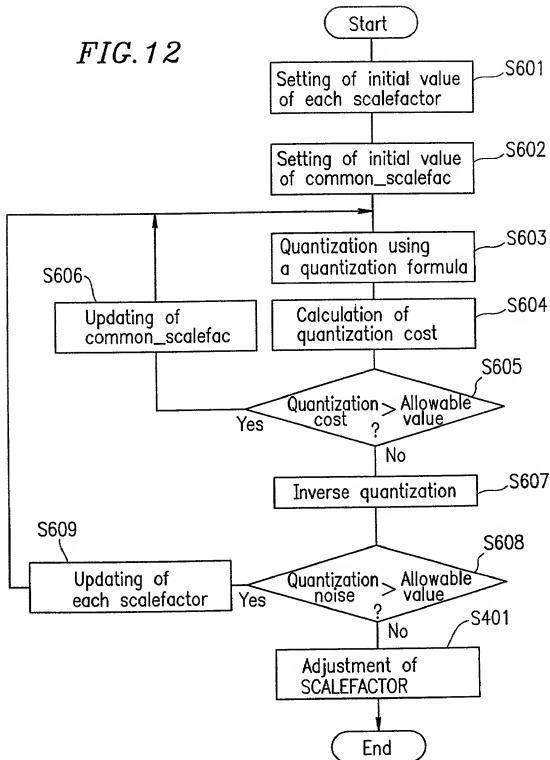 Start
FIG.12
S601
Setting of initial value
of each scalefactor
S602
Setting of initial value
of common_scalefac
S603
Quantization using
a quantization formula
S606
S604
Updating of
common_scalefac
Calculation of
quantization cost
S605
Quantization > Allowable
cost value
?
Yes
No
Inverse quantization
S607
S609
S608
Updating of
each scalefactor
Quantization > Allowable
noise value
?
Yes
No
S401
Adjustment of
SCALEFACTOR
End